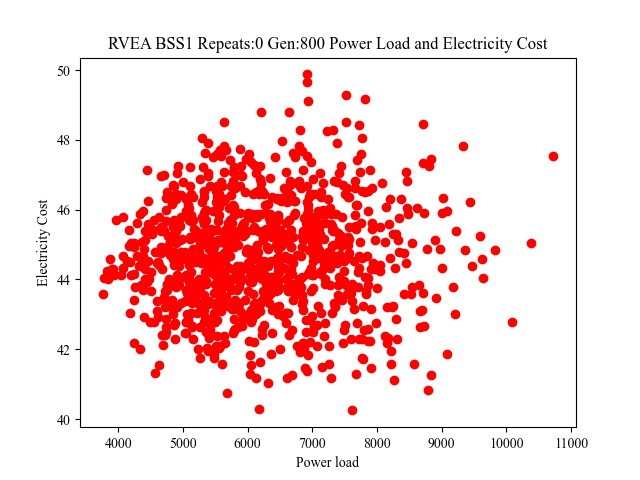 RVEA BSS1 Repeats:0 Gen:800 Power Load and Electricity Cost
50
48
46
44
42
40
Electricity Cost
4000 5000 6000 7000 8000 9000 10000 11000
Power load